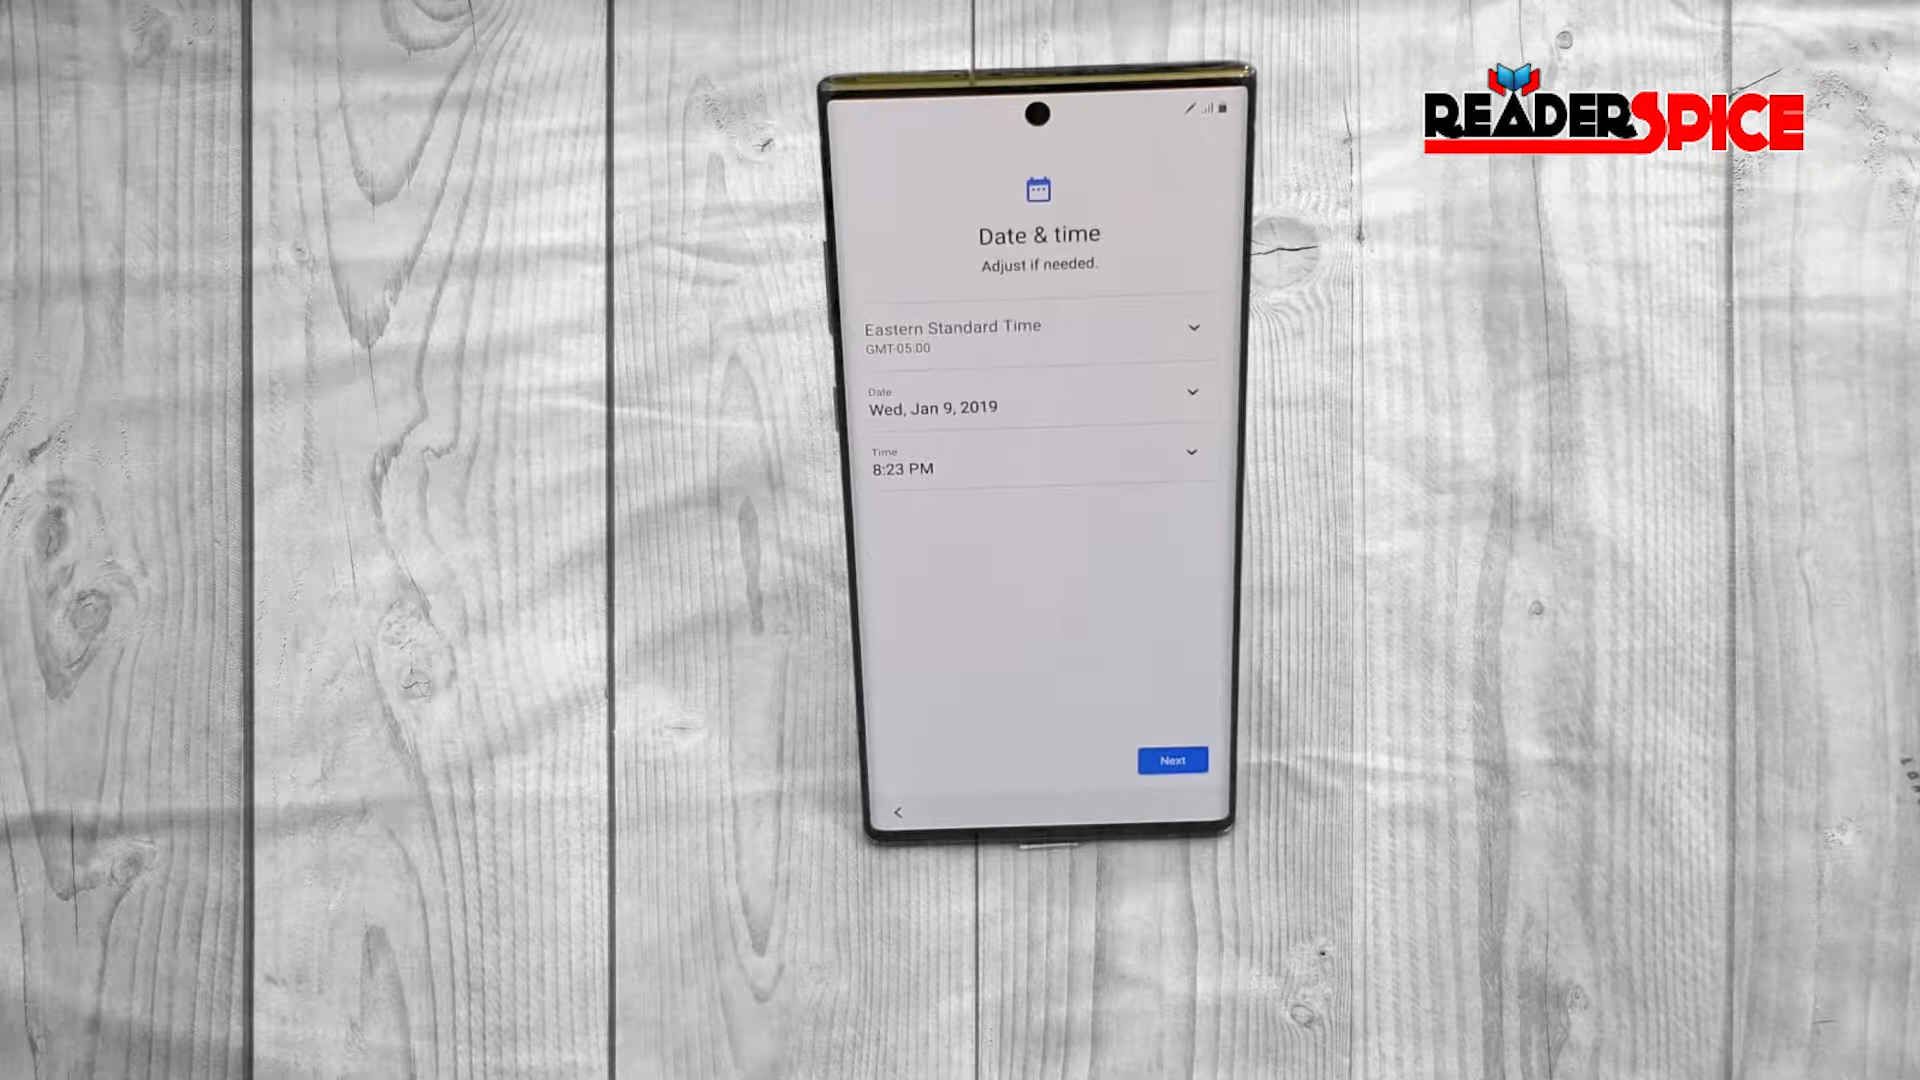 READERSPICE
Date & time
Adjust if needed.
Eastern Standard Time
GMT-05:00
Date
Wed, Jan 9, 2019
Time
8:23 PM
Next